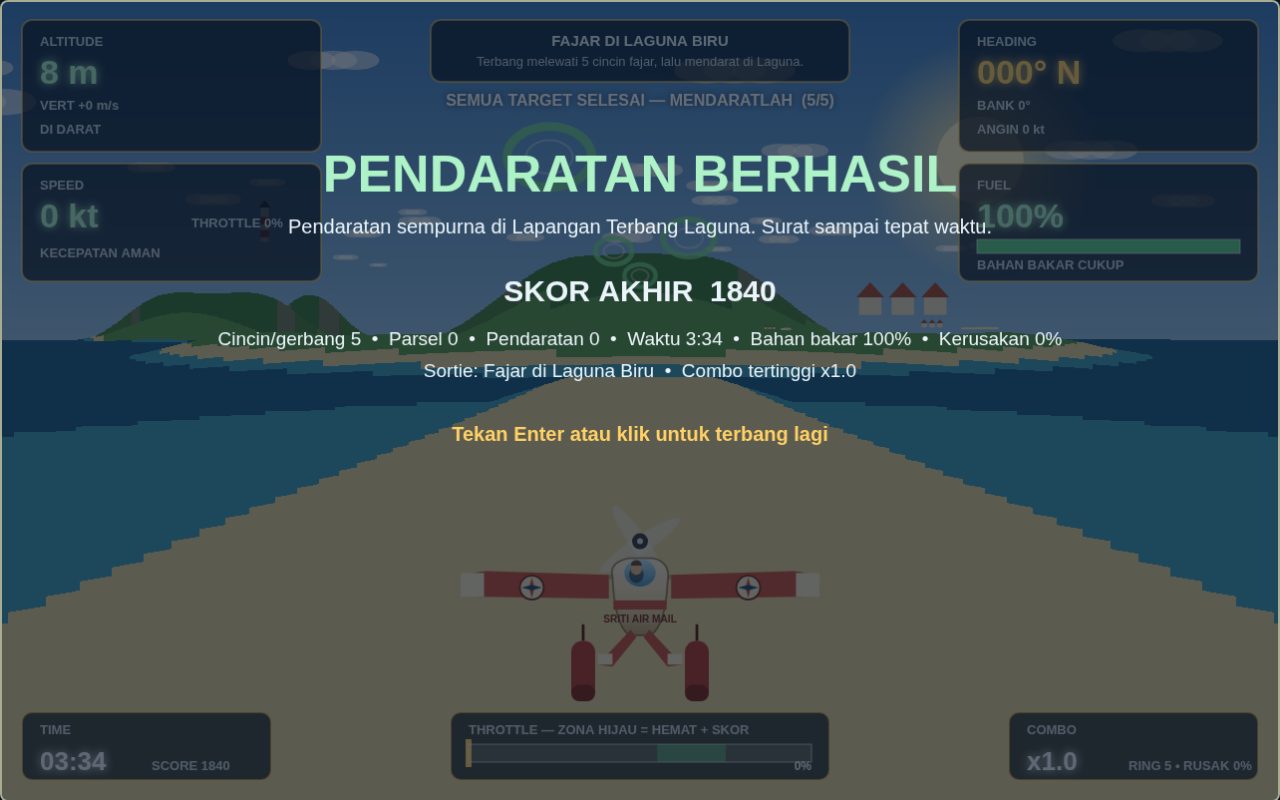 ALTITUDE
8 m
VERT +0 m/s
DI DARAT
SPEED
0 kt
THROTTLE 0%
KECEPATAN AMAN
FAJAR DI LAGUNA BIRU
Terbang melewati 5 cincin fajar, lalu mendarat di Laguna.
SEMUA TARGET SELESAI — MENDARATLAH (5/5)
HEADING
000° N
BANK 0°
ANGIN 0 kt
FUEL
100%
BAHAN BAKAR CUKUP
PENDARATAN BERHASIL
Pendaratan sempurna di Lapangan Terbang Laguna. Surat sampai tepat waktu.
SKOR AKHIR 1840
Cincin/gerbang 5 • Parsel 0 • Pendaratan 0 • Waktu 3:34 • Bahan bakar 100% • Kerusakan 0%
Sortie: Fajar di Laguna Biru • Combo tertinggi x1.0
Tekan Enter atau klik untuk terbang lagi
SRITI AIR MAIL
TIME
03:34
SCORE 1840
THROTTLE — ZONA HIJAU = HEMAT + SKOR
0%
COMBO
x1.0
RING 5 • RUSAK 0%